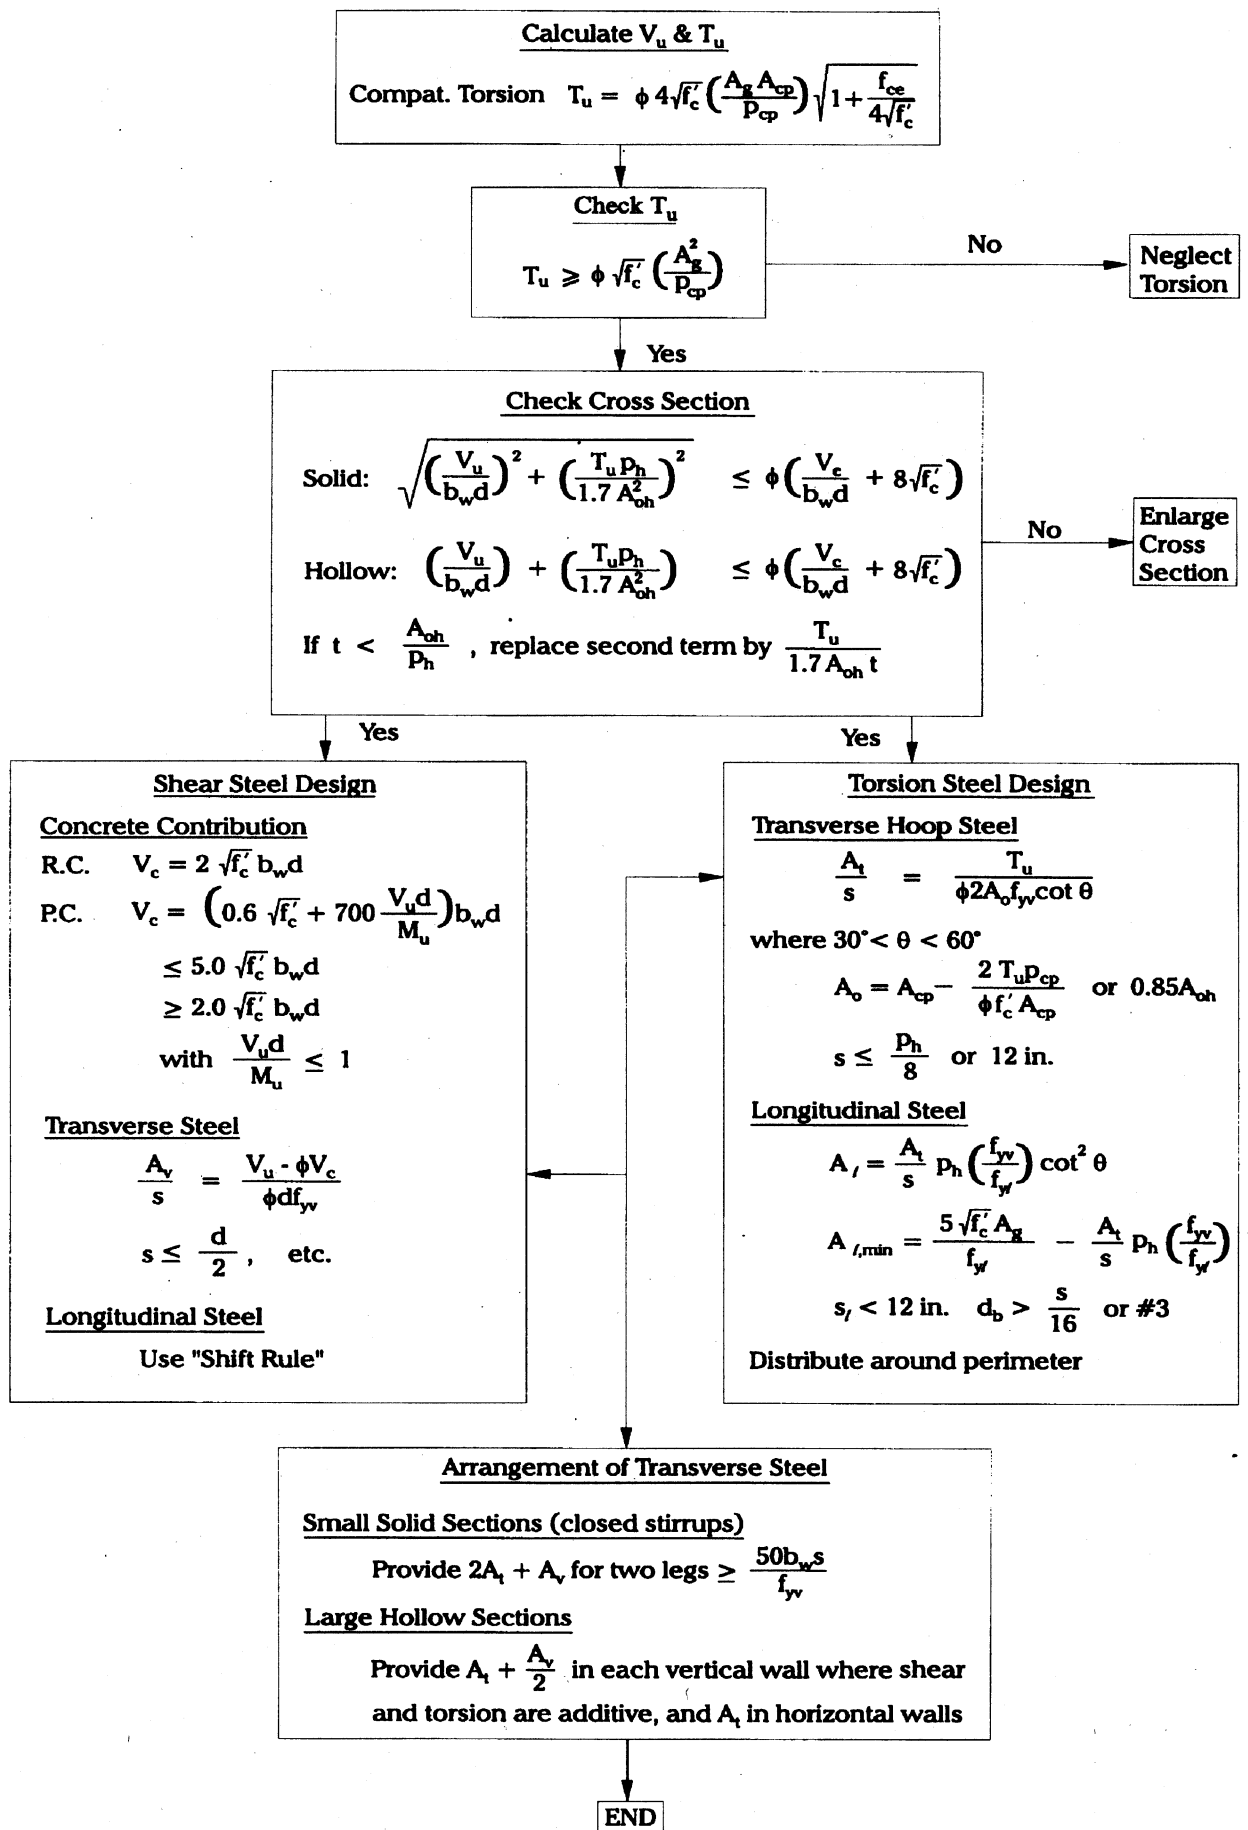 Calculate V_u & T_u
Compat. Torsion T_u = ϕ 4√f'_c (A_g A_cp / p_cp) √(1 + f_ce / 4√f'_c)
Check T_u
T_u ⩾ ϕ √f'_c (A_g^2 / p_cp)
No
Neglect
Torsion
Yes
Check Cross Section
Solid: √((V_u / b_w d)^2 + (T_u p_h / 1.7 A_oh^2)^2) ≤ ϕ(V_c / b_w d + 8√f'_c)
Hollow: (V_u / b_w d) + (T_u p_h / 1.7 A_oh^2) ≤ ϕ(V_c / b_w d + 8√f'_c)
If t < A_oh / p_h , replace second term by T_u / 1.7 A_oh t
No
Enlarge
Cross
Section
Yes
Yes
Shear Steel Design
Concrete Contribution
R.C. V_c = 2 √f'_c b_w d
P.C. V_c = (0.6 √f'_c + 700 V_u d / M_u) b_w d
≤ 5.0 √f'_c b_w d
≥ 2.0 √f'_c b_w d
with V_u d / M_u ≤ 1
Transverse Steel
A_v / s = V_u - ϕV_c / ϕdf_yv
s ≤ d / 2 , etc.
Longitudinal Steel
Use "Shift Rule"
Torsion Steel Design
Transverse Hoop Steel
A_t / s = T_u / ϕ2A_o f_yv cot θ
where 30° < θ < 60°
A_o = A_cp - 2 T_u p_cp / ϕ f'_c A_cp or 0.85A_oh
s ≤ p_h / 8 or 12 in.
Longitudinal Steel
A_l = A_t / s p_h (f_yv / f_yl) cot^2 θ
A_l,min = 5 √f'_c A_g / f_yl - A_t / s p_h (f_yv / f_yl)
s_l < 12 in. d_b > s / 16 or #3
Distribute around perimeter
Arrangement of Transverse Steel
Small Solid Sections (closed stirrups)
Provide 2A_t + A_v for two legs ≥ 50b_w s / f_yv
Large Hollow Sections
Provide A_t + A_v / 2 in each vertical wall where shear
and torsion are additive, and A_t in horizontal walls
END